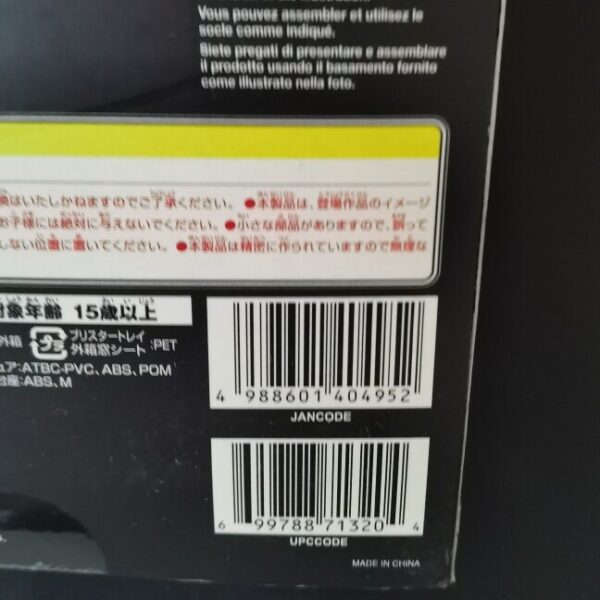 Vous pouvez assembler et utilisez le
socle comme indiqué.
Siete pregati di presentare e assemblare
il prodotto usando il basamento fornito
come illustrato nella foto.
換はいたしかねますのでご了承ください。 ●本製品は、登場作品のイメージ
お子様には絶対に与えないでください。 ●小さな部品がありますので、誤って
しない位置に置いてください。 ●本製品は精密に作られていますので無理な
対象年齢 15歳以上
外箱 プラ ブリスタートレイ
外箱窓シート :PET
ュア:ATBC-PVC、ABS、POM
台座:ABS、M
4 988601 404952
JANCODE
6 99788 71320 4
UPCCODE
MADE IN CHINA